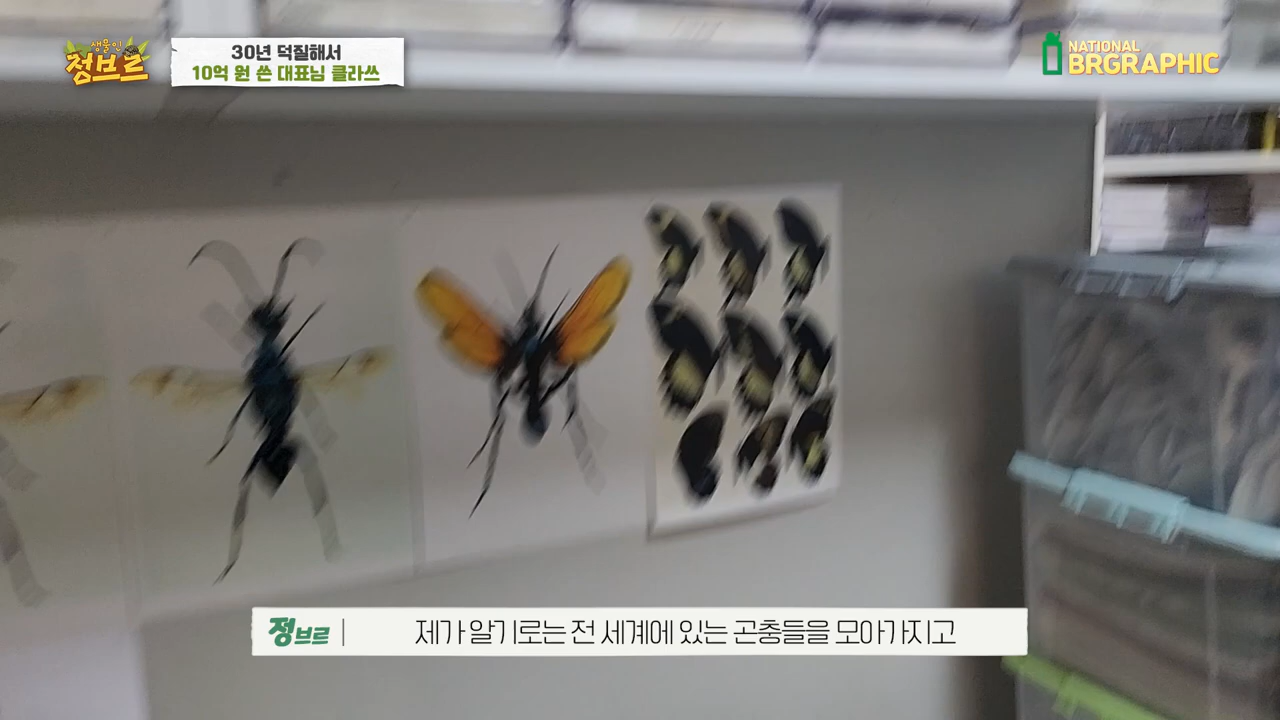 생물인
정브르
30년 덕질해서
10억 원 쓴 대표님 클라쓰
NATIONAL
BRGRAPHIC
정브르 | 제가 알기로는 전 세계에 있는 곤충들을 모아가지고